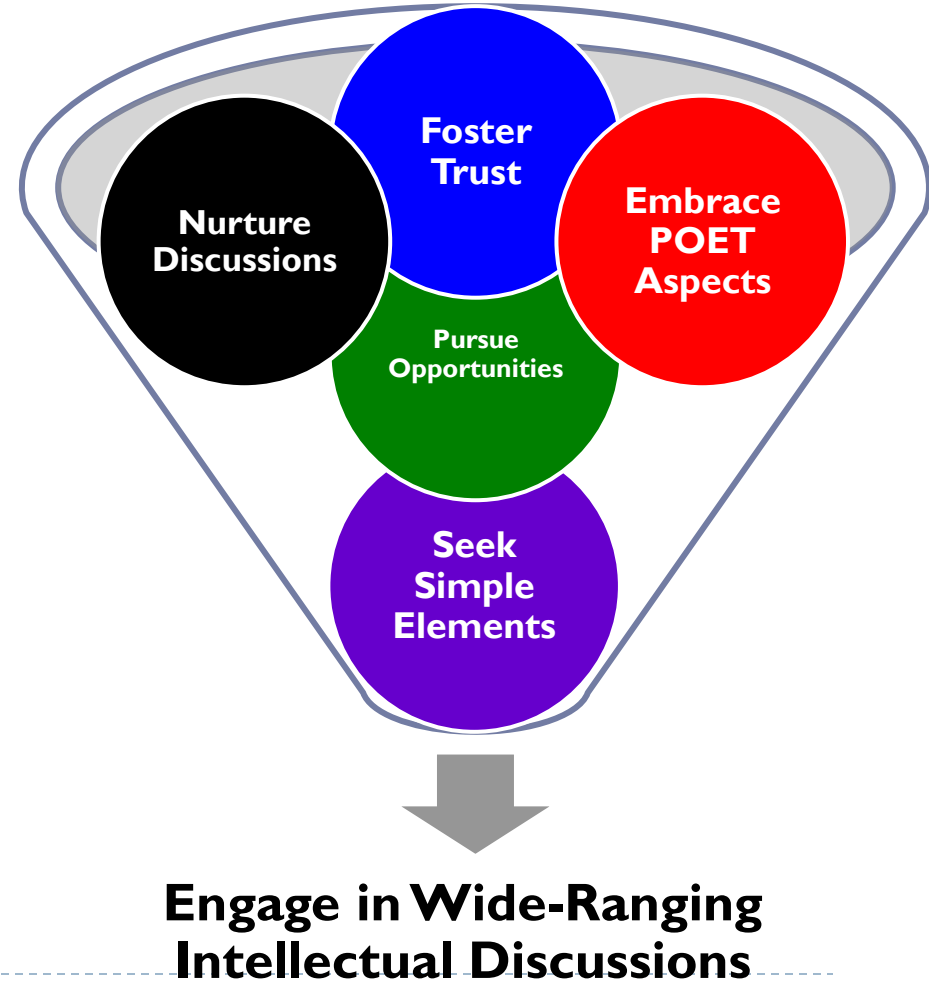 Foster
Trust
Nurture
Discussions
Embrace
POET
Aspects
Pursue
Opportunities
Seek
Simple
Elements
Engage in Wide-Ranging
Intellectual Discussions